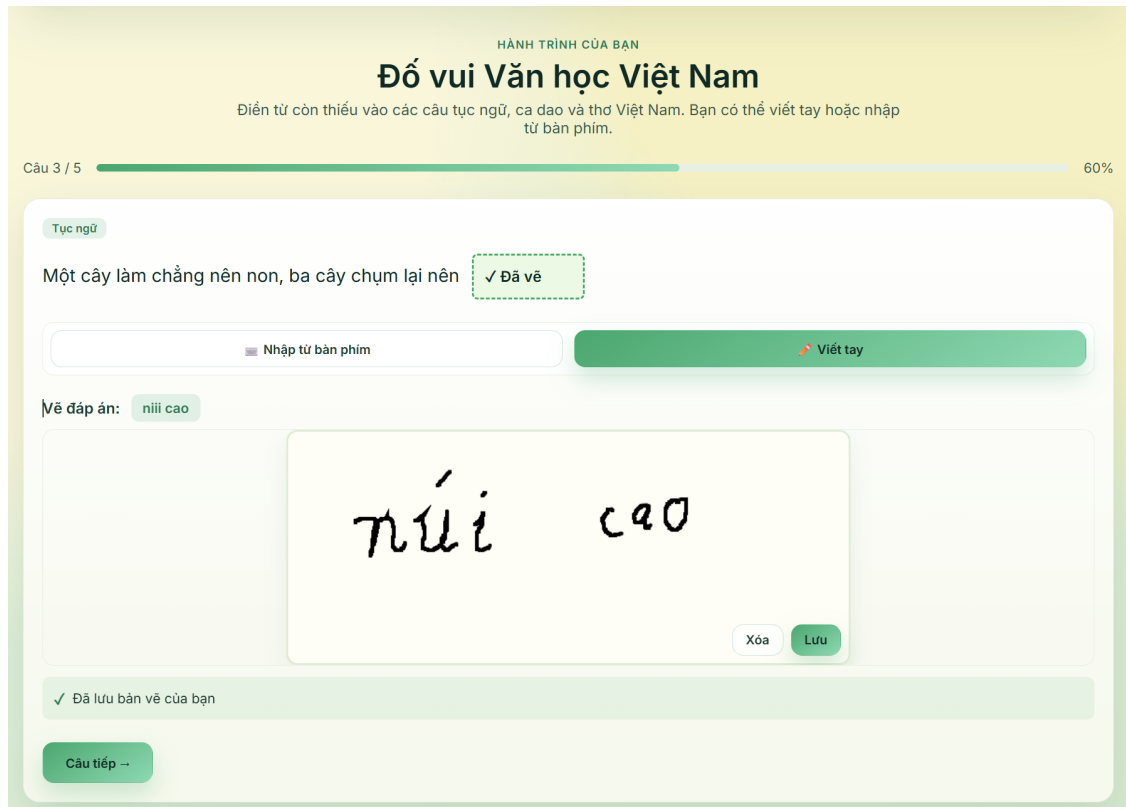 HÀNH TRÌNH CỦA BẠN
Đố vui Văn học Việt Nam
Điền từ còn thiếu vào các câu tục ngữ, ca dao và thơ Việt Nam. Bạn có thể viết tay hoặc nhập
từ bàn phím.
Câu 3 / 5 60%
Tục ngữ
Một cây làm chẳng nên non, ba cây chụm lại nên ✓ Đã vẽ
Nhập từ bàn phím Viết tay
Vẽ đáp án: niii cao
núi cao
Xóa Lưu
✓ Đã lưu bản vẽ của bạn
Câu tiếp →